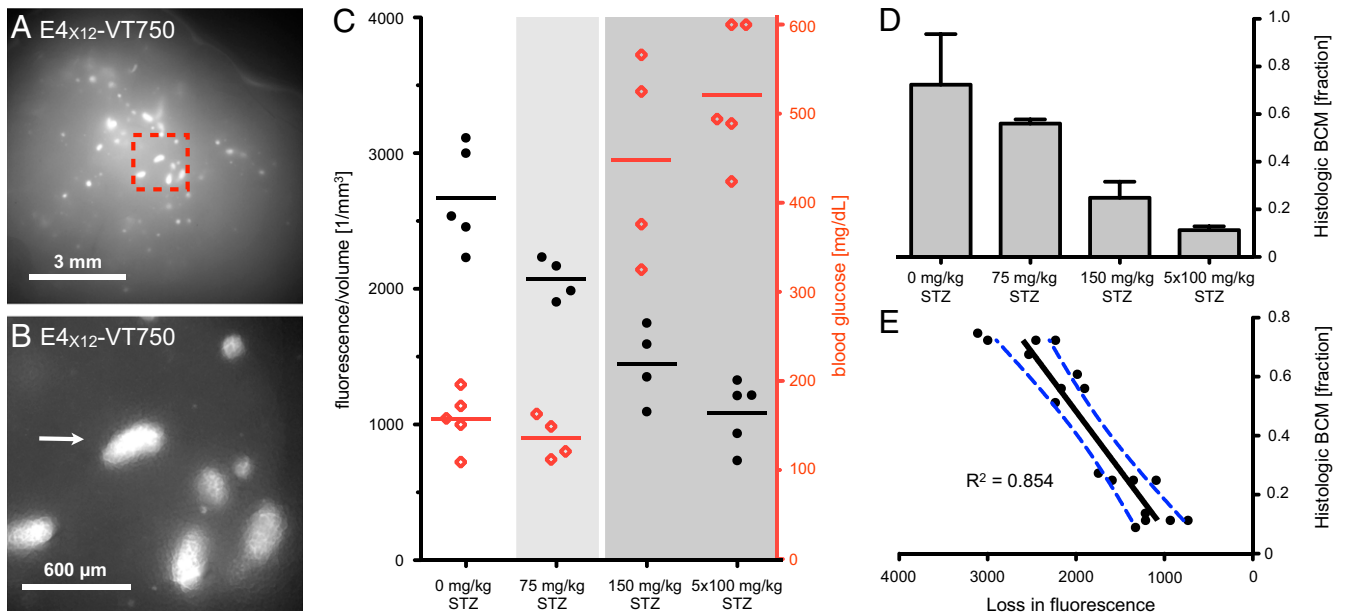 A E4X12-VT750
3 mm
B E4X12-VT750
600 µm
C
fluorescence/volume [1/mm³]
4000
3000
2000
1000
0
0 mg/kg STZ
75 mg/kg STZ
150 mg/kg STZ
5x100 mg/kg STZ
600
500
400
300
200
100
0
blood glucose [mg/dL]
D
1.0
0.8
0.6
0.4
0.2
0
Histologic BCM [fraction]
0 mg/kg STZ
75 mg/kg STZ
150 mg/kg STZ
5x100 mg/kg STZ
E
R² = 0.854
0.8
0.6
0.4
0.2
0
Histologic BCM [fraction]
4000
3000
2000
1000
0
Loss in fluorescence